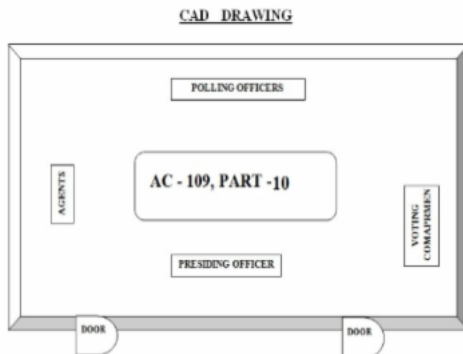 CAD DRAWING
POLLING OFFICERS
AGENTS
AC - 109, PART -10
VOTING
COMAPRMEN
PRESIDING OFFICER
DOOR
DOOR